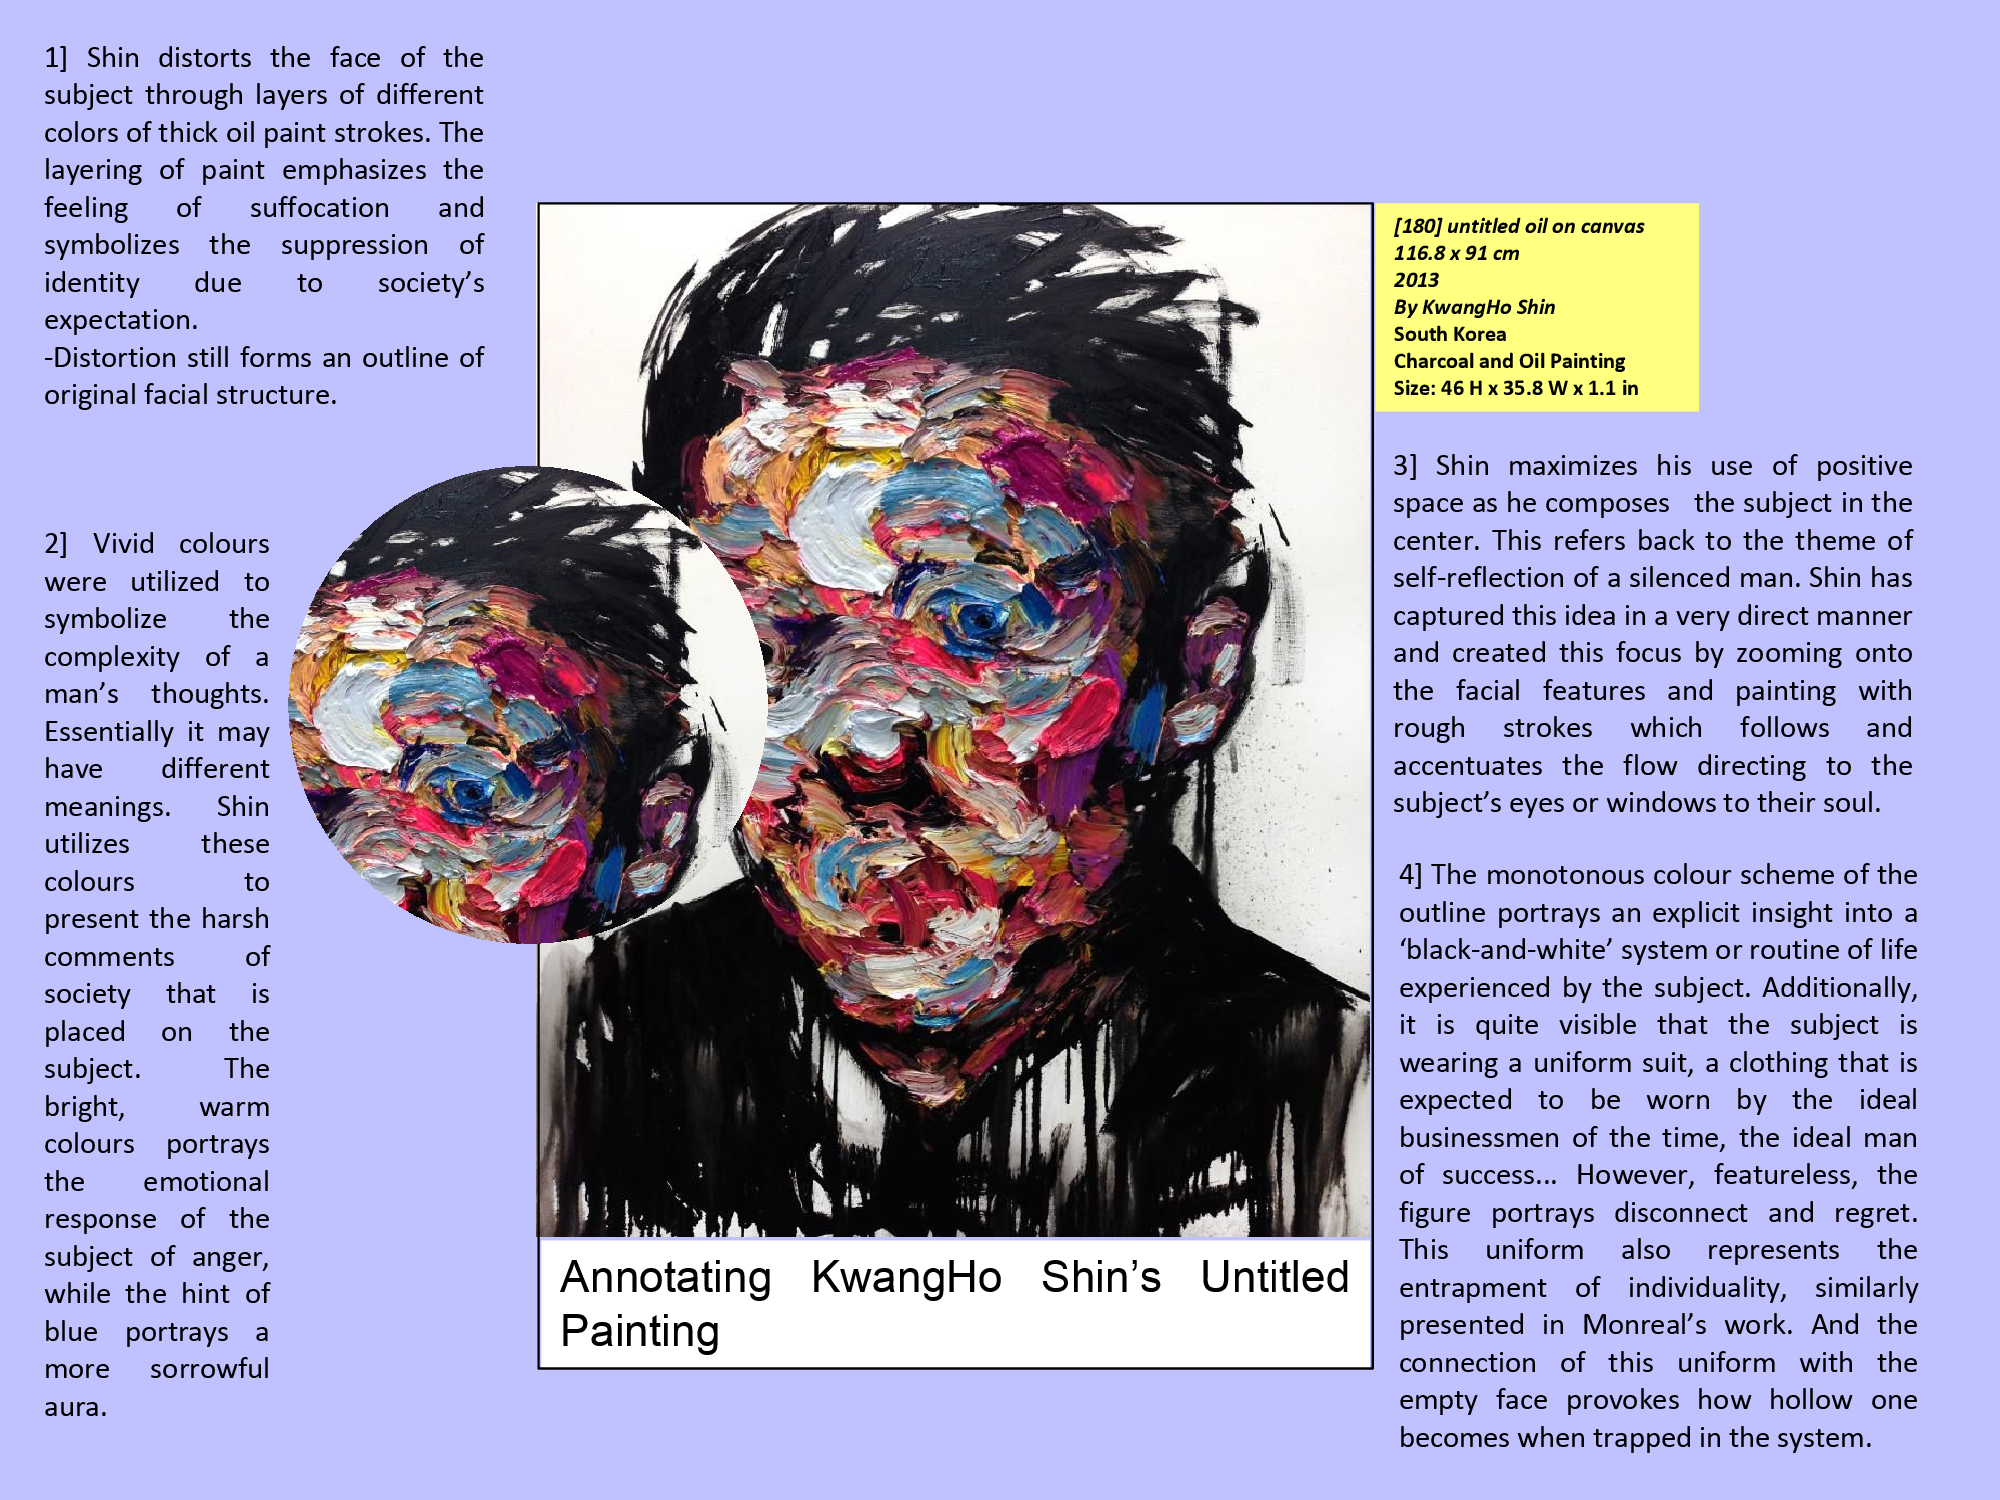 1] Shin distorts the face of the
subject through layers of different
colors of thick oil paint strokes. The
layering of paint emphasizes the
feeling of suffocation and
symbolizes the suppression of
identity due to society’s
expectation.
-Distortion still forms an outline of
original facial structure.
2] Vivid colours
were utilized to
symbolize the
complexity of a
man’s thoughts.
Essentially it may
have different
meanings. Shin
utilizes these
colours to
present the harsh
comments of
society that is
placed on the
subject. The
bright, warm
colours portrays
the emotional
response of the
subject of anger,
while the hint of
blue portrays a
more sorrowful
aura.
[180] untitled oil on canvas
116.8 x 91 cm
2013
By KwangHo Shin
South Korea
Charcoal and Oil Painting
Size: 46 H x 35.8 W x 1.1 in
3] Shin maximizes his use of positive
space as he composes the subject in the
center. This refers back to the theme of
self-reflection of a silenced man. Shin has
captured this idea in a very direct manner
and created this focus by zooming onto
the facial features and painting with
rough strokes which follows and
accentuates the flow directing to the
subject’s eyes or windows to their soul.
4] The monotonous colour scheme of the
outline portrays an explicit insight into a
‘black-and-white’ system or routine of life
experienced by the subject. Additionally,
it is quite visible that the subject is
wearing a uniform suit, a clothing that is
expected to be worn by the ideal
businessmen of the time, the ideal man
of success... However, featureless, the
figure portrays disconnect and regret.
This uniform also represents the
entrapment of individuality, similarly
presented in Monreal’s work. And the
connection of this uniform with the
empty face provokes how hollow one
becomes when trapped in the system.
Annotating KwangHo Shin’s Untitled
Painting